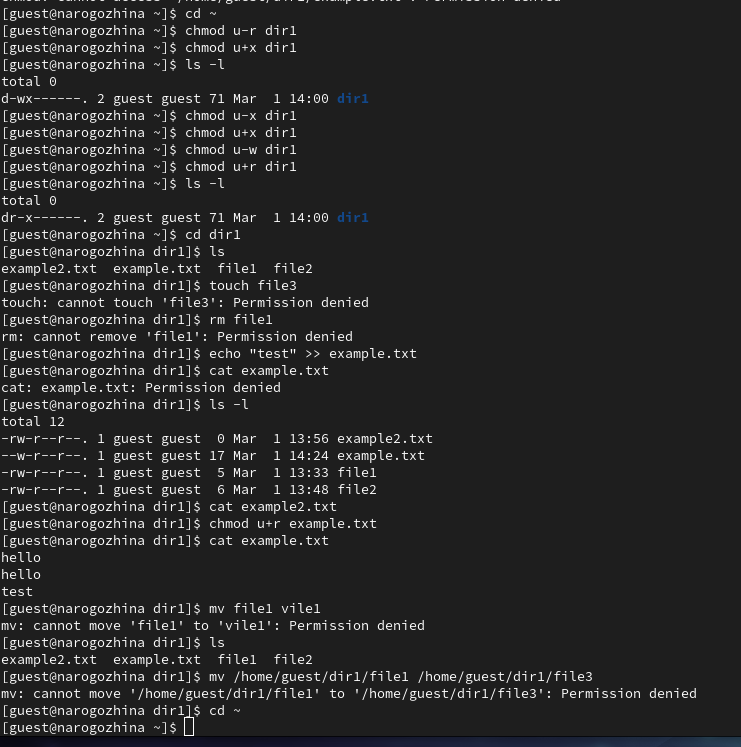 [guest@narogozhina ~]$ cd ~
[guest@narogozhina ~]$ chmod u-r dir1
[guest@narogozhina ~]$ chmod u+x dir1
[guest@narogozhina ~]$ ls -l
total 0
d-wx------. 2 guest guest 71 Mar  1 14:00 dir1
[guest@narogozhina ~]$ chmod u-x dir1
[guest@narogozhina ~]$ chmod u+x dir1
[guest@narogozhina ~]$ chmod u-w dir1
[guest@narogozhina ~]$ chmod u+r dir1
[guest@narogozhina ~]$ ls -l
total 0
dr-x------. 2 guest guest 71 Mar  1 14:00 dir1
[guest@narogozhina ~]$ cd dir1
[guest@narogozhina dir1]$ ls
example2.txt  example.txt  file1  file2
[guest@narogozhina dir1]$ touch file3
touch: cannot touch 'file3': Permission denied
[guest@narogozhina dir1]$ rm file1
rm: cannot remove 'file1': Permission denied
[guest@narogozhina dir1]$ echo "test" >> example.txt
[guest@narogozhina dir1]$ cat example.txt
cat: example.txt: Permission denied
[guest@narogozhina dir1]$ ls -l
total 12
-rw-r--r--. 1 guest guest  0 Mar  1 13:56 example2.txt
--w-r--r--. 1 guest guest 17 Mar  1 14:24 example.txt
-rw-r--r--. 1 guest guest  5 Mar  1 13:33 file1
-rw-r--r--. 1 guest guest  6 Mar  1 13:48 file2
[guest@narogozhina dir1]$ cat example2.txt
[guest@narogozhina dir1]$ chmod u+r example.txt
[guest@narogozhina dir1]$ cat example.txt
hello
hello
test
[guest@narogozhina dir1]$ mv file1 vile1
mv: cannot move 'file1' to 'vile1': Permission denied
[guest@narogozhina dir1]$ ls
example2.txt  example.txt  file1  file2
[guest@narogozhina dir1]$ mv /home/guest/dir1/file1 /home/guest/dir1/file3
mv: cannot move '/home/guest/dir1/file1' to '/home/guest/dir1/file3': Permission denied
[guest@narogozhina dir1]$ cd ~
[guest@narogozhina ~]$